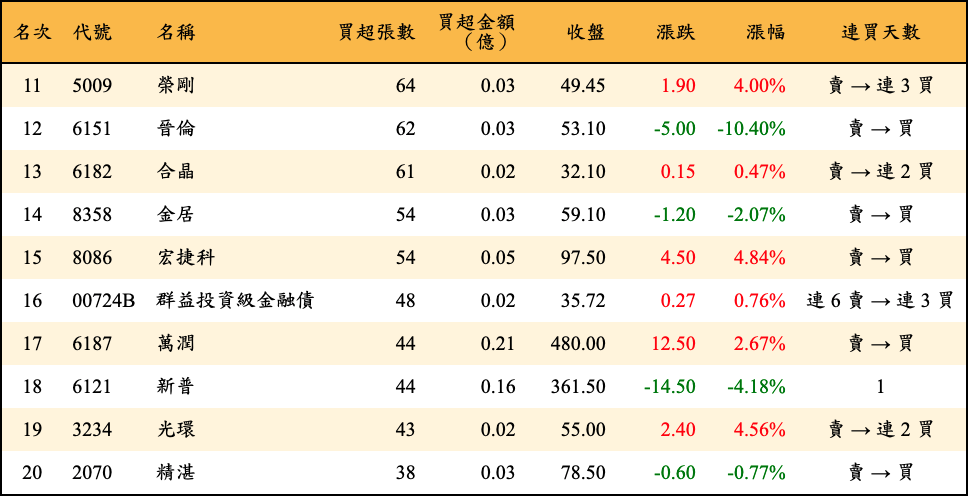 名次 代號 名稱 買超張數 買超金額（億） 收盤 漲跌 漲幅 連買天數
11 5009 榮剛 64 0.03 49.45 1.90 4.00% 賣 → 連 3 買
12 6151 晉倫 62 0.03 53.10 -5.00 -10.40% 賣 → 買
13 6182 合晶 61 0.02 32.10 0.15 0.47% 賣 → 連 2 買
14 8358 金居 54 0.03 59.10 -1.20 -2.07% 賣 → 買
15 8086 宏捷科 54 0.05 97.50 4.50 4.84% 賣 → 買
16 00724B 群益投資級金融債 48 0.02 35.72 0.27 0.76% 連 6 賣 → 連 3 買
17 6187 萬潤 44 0.21 480.00 12.50 2.67% 賣 → 買
18 6121 新普 44 0.16 361.50 -14.50 -4.18% 1
19 3234 光環 43 0.02 55.00 2.40 4.56% 賣 → 連 2 買
20 2070 精湛 38 0.03 78.50 -0.60 -0.77% 賣 → 買